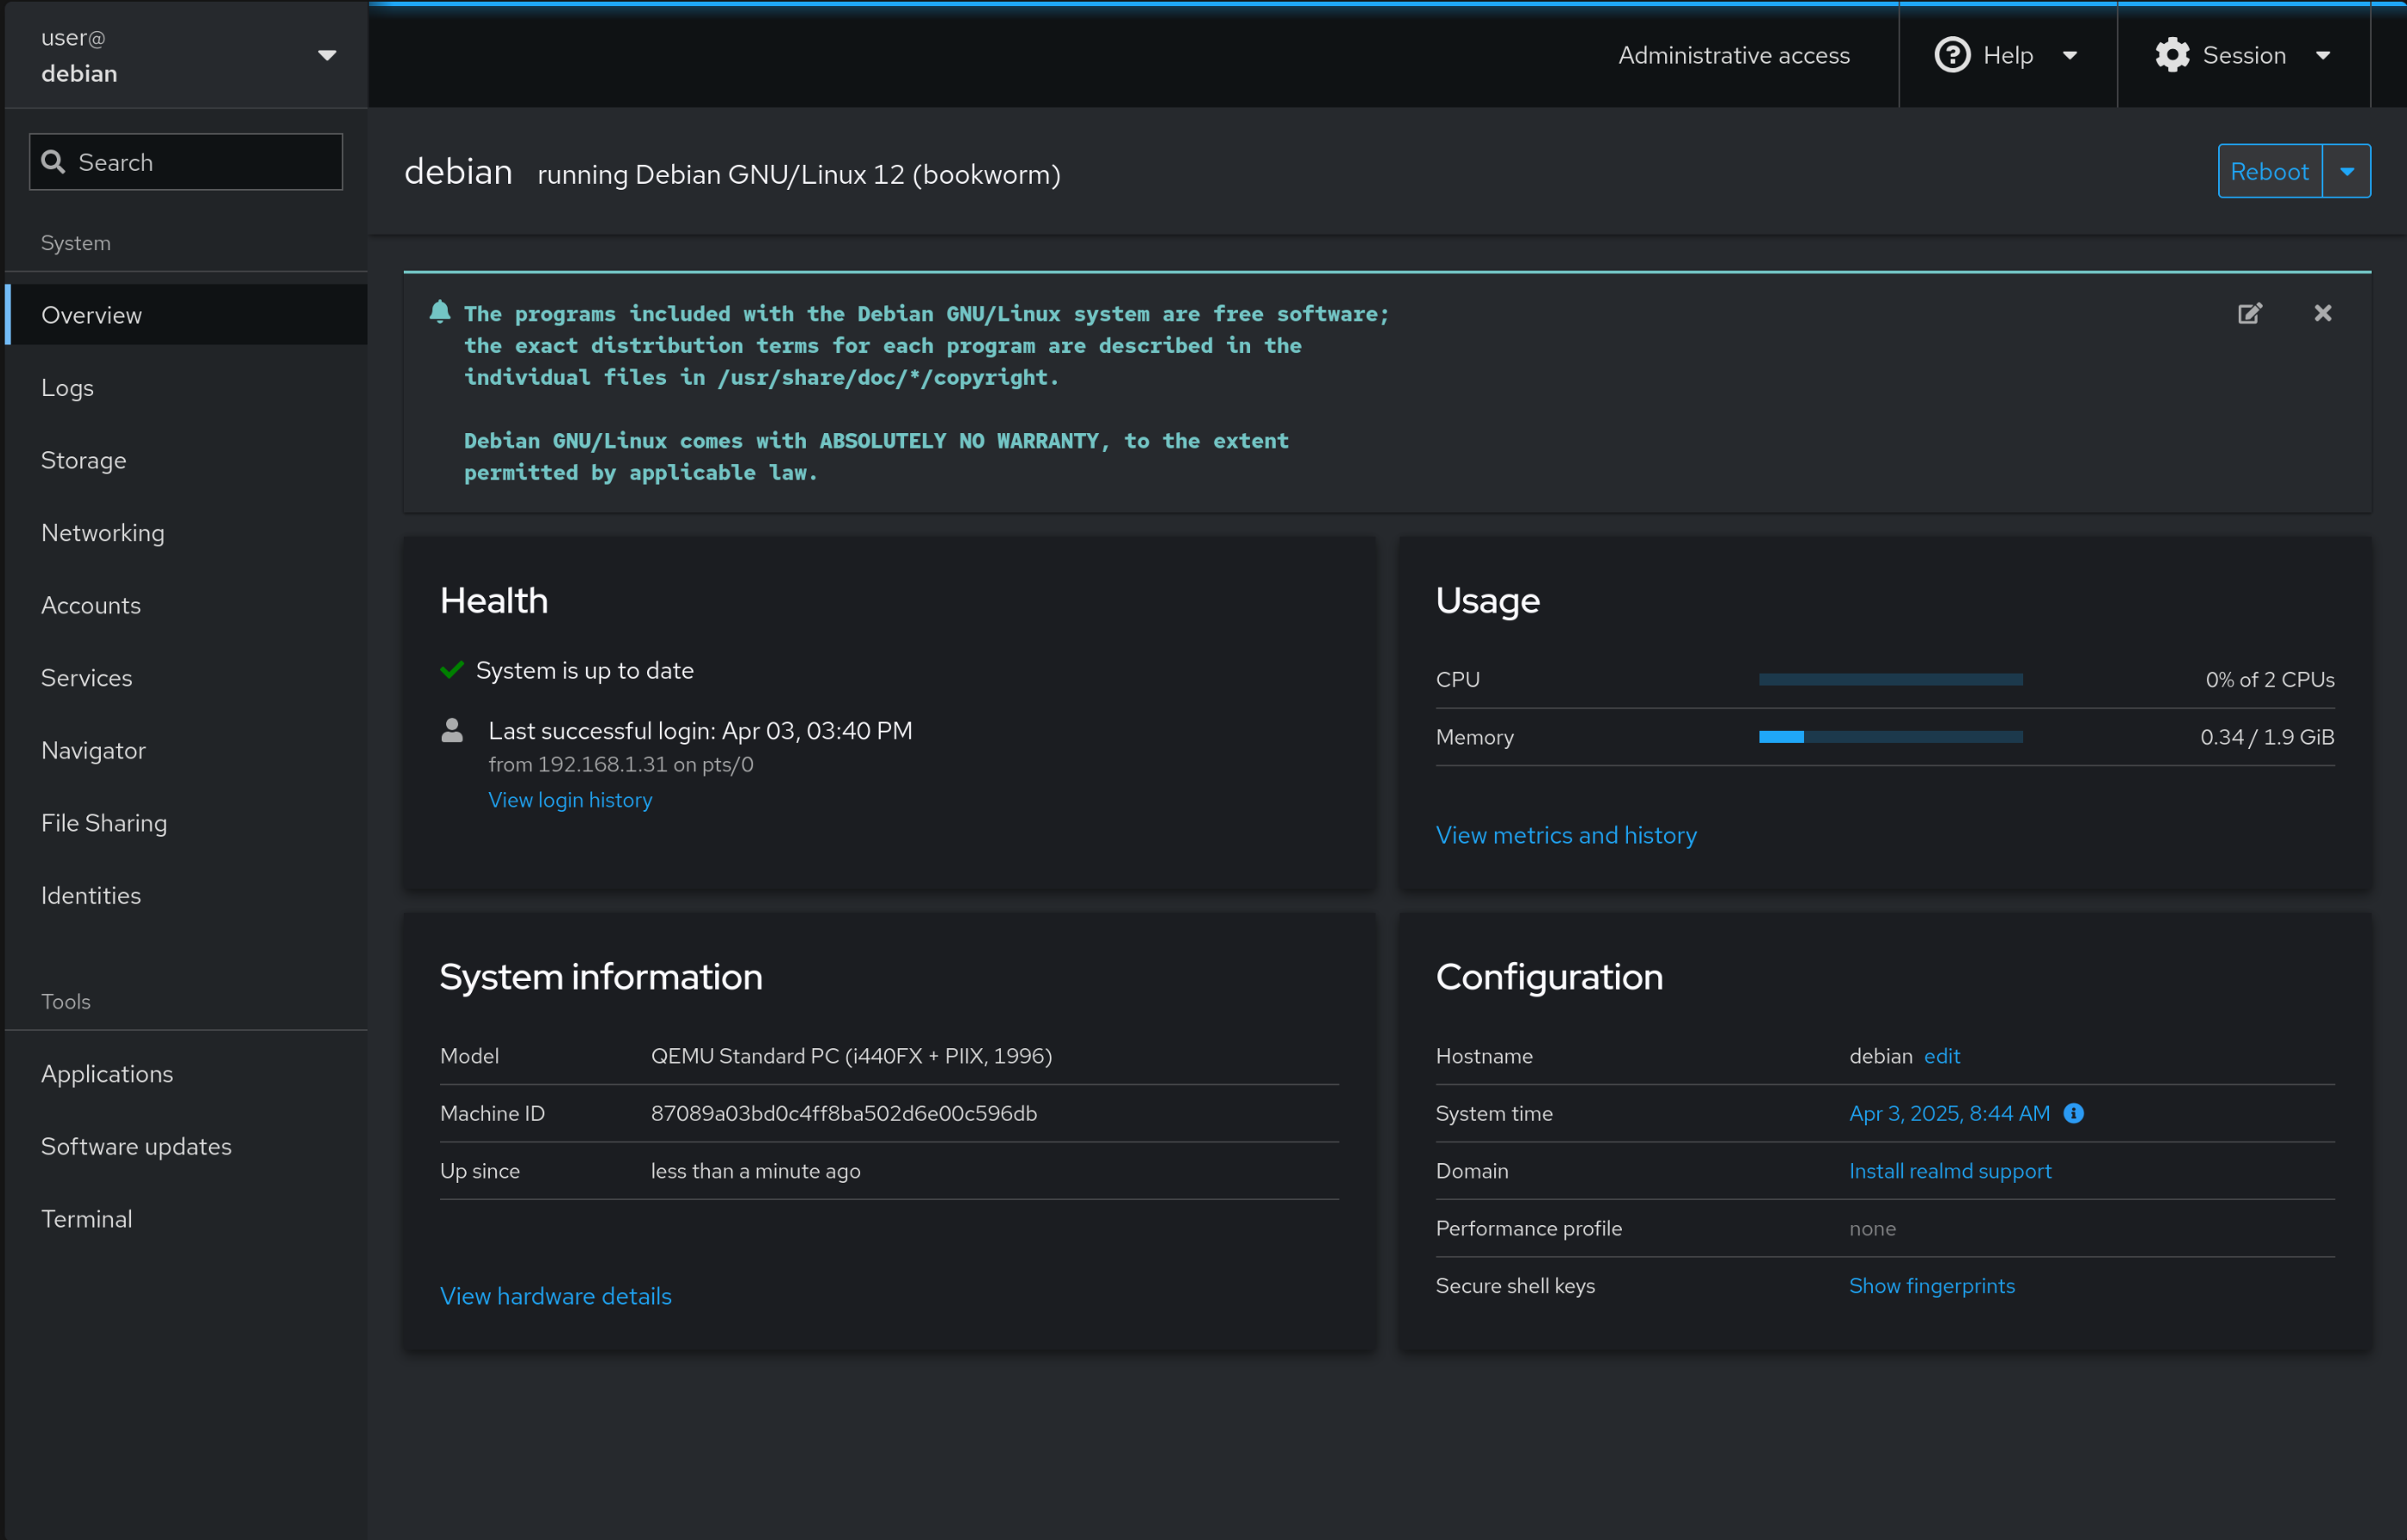 user@
debian
Administrative access
Help
Session
Search
debian running Debian GNU/Linux 12 (bookworm)
Reboot
System
Overview
Logs
Storage
Networking
Accounts
Services
Navigator
File Sharing
Identities
Tools
Applications
Software updates
Terminal
The programs included with the Debian GNU/Linux system are free software;
the exact distribution terms for each program are described in the
individual files in /usr/share/doc/*/copyright.
Debian GNU/Linux comes with ABSOLUTELY NO WARRANTY, to the extent
permitted by applicable law.
Health
System is up to date
Last successful login: Apr 03, 03:40 PM
from 192.168.1.31 on pts/0
View login history
Usage
CPU 0% of 2 CPUs
Memory 0.34 / 1.9 GiB
View metrics and history
System information
Model QEMU Standard PC (i440FX + PIIX, 1996)
Machine ID 87089a03bd0c4ff8ba502d6e00c596db
Up since less than a minute ago
View hardware details
Configuration
Hostname debian edit
System time Apr 3, 2025, 8:44 AM
Domain Install realmd support
Performance profile none
Secure shell keys Show fingerprints